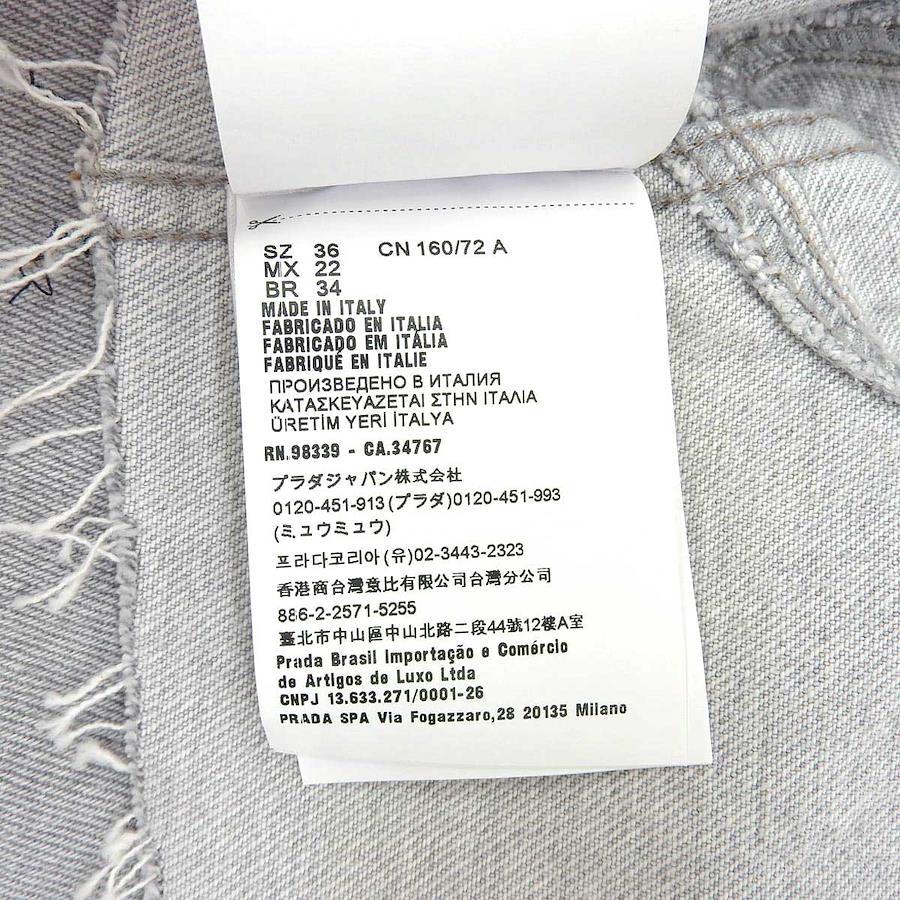 SZ 36 CN 160/72 A
MX 22
BR 34
MADE IN ITALY
FABRICADO EN ITALIA
FABRICADO EM ITÁLIA
FABRIQUÉ EN ITALIE
ПРОИЗВЕДЕНО В ИТАЛИЯ
ΚΑΤΑΣΚΕΥΑΖΕΤΑΙ ΣΤΗΝ ΙΤΑΛΙΑ
ÜRETİM YERİ İTALYA
RN.98339 - CA.34767
プラダジャパン株式会社
0120-451-913(プラダ)0120-451-993
(ミュウミュウ)
프라다코리아(유)02-3443-2323
香港商台灣意比有限公司台灣分公司
886-2-2571-5255
臺北市中山區中山北路二段44號12樓A室
Prada Brasil Importação e Comércio
de Artigos de Luxo Ltda
CNPJ 13.633.271/0001-26
PRADA SPA Via Fogazzaro,28 20135 Milano